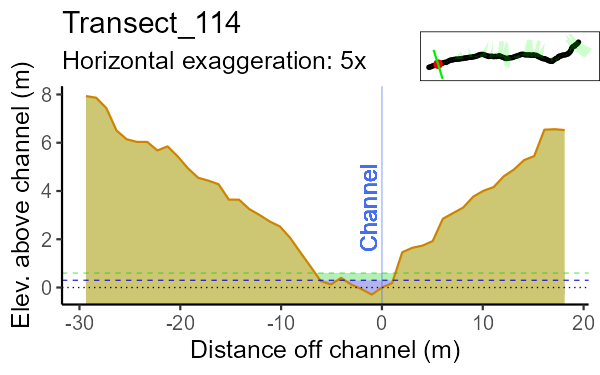 Transect_114
Horizontal exaggeration: 5x
Elev. above channel (m)
8
6
4
2
0
Channel
-30
-20
-10
0
10
20
Distance off channel (m)